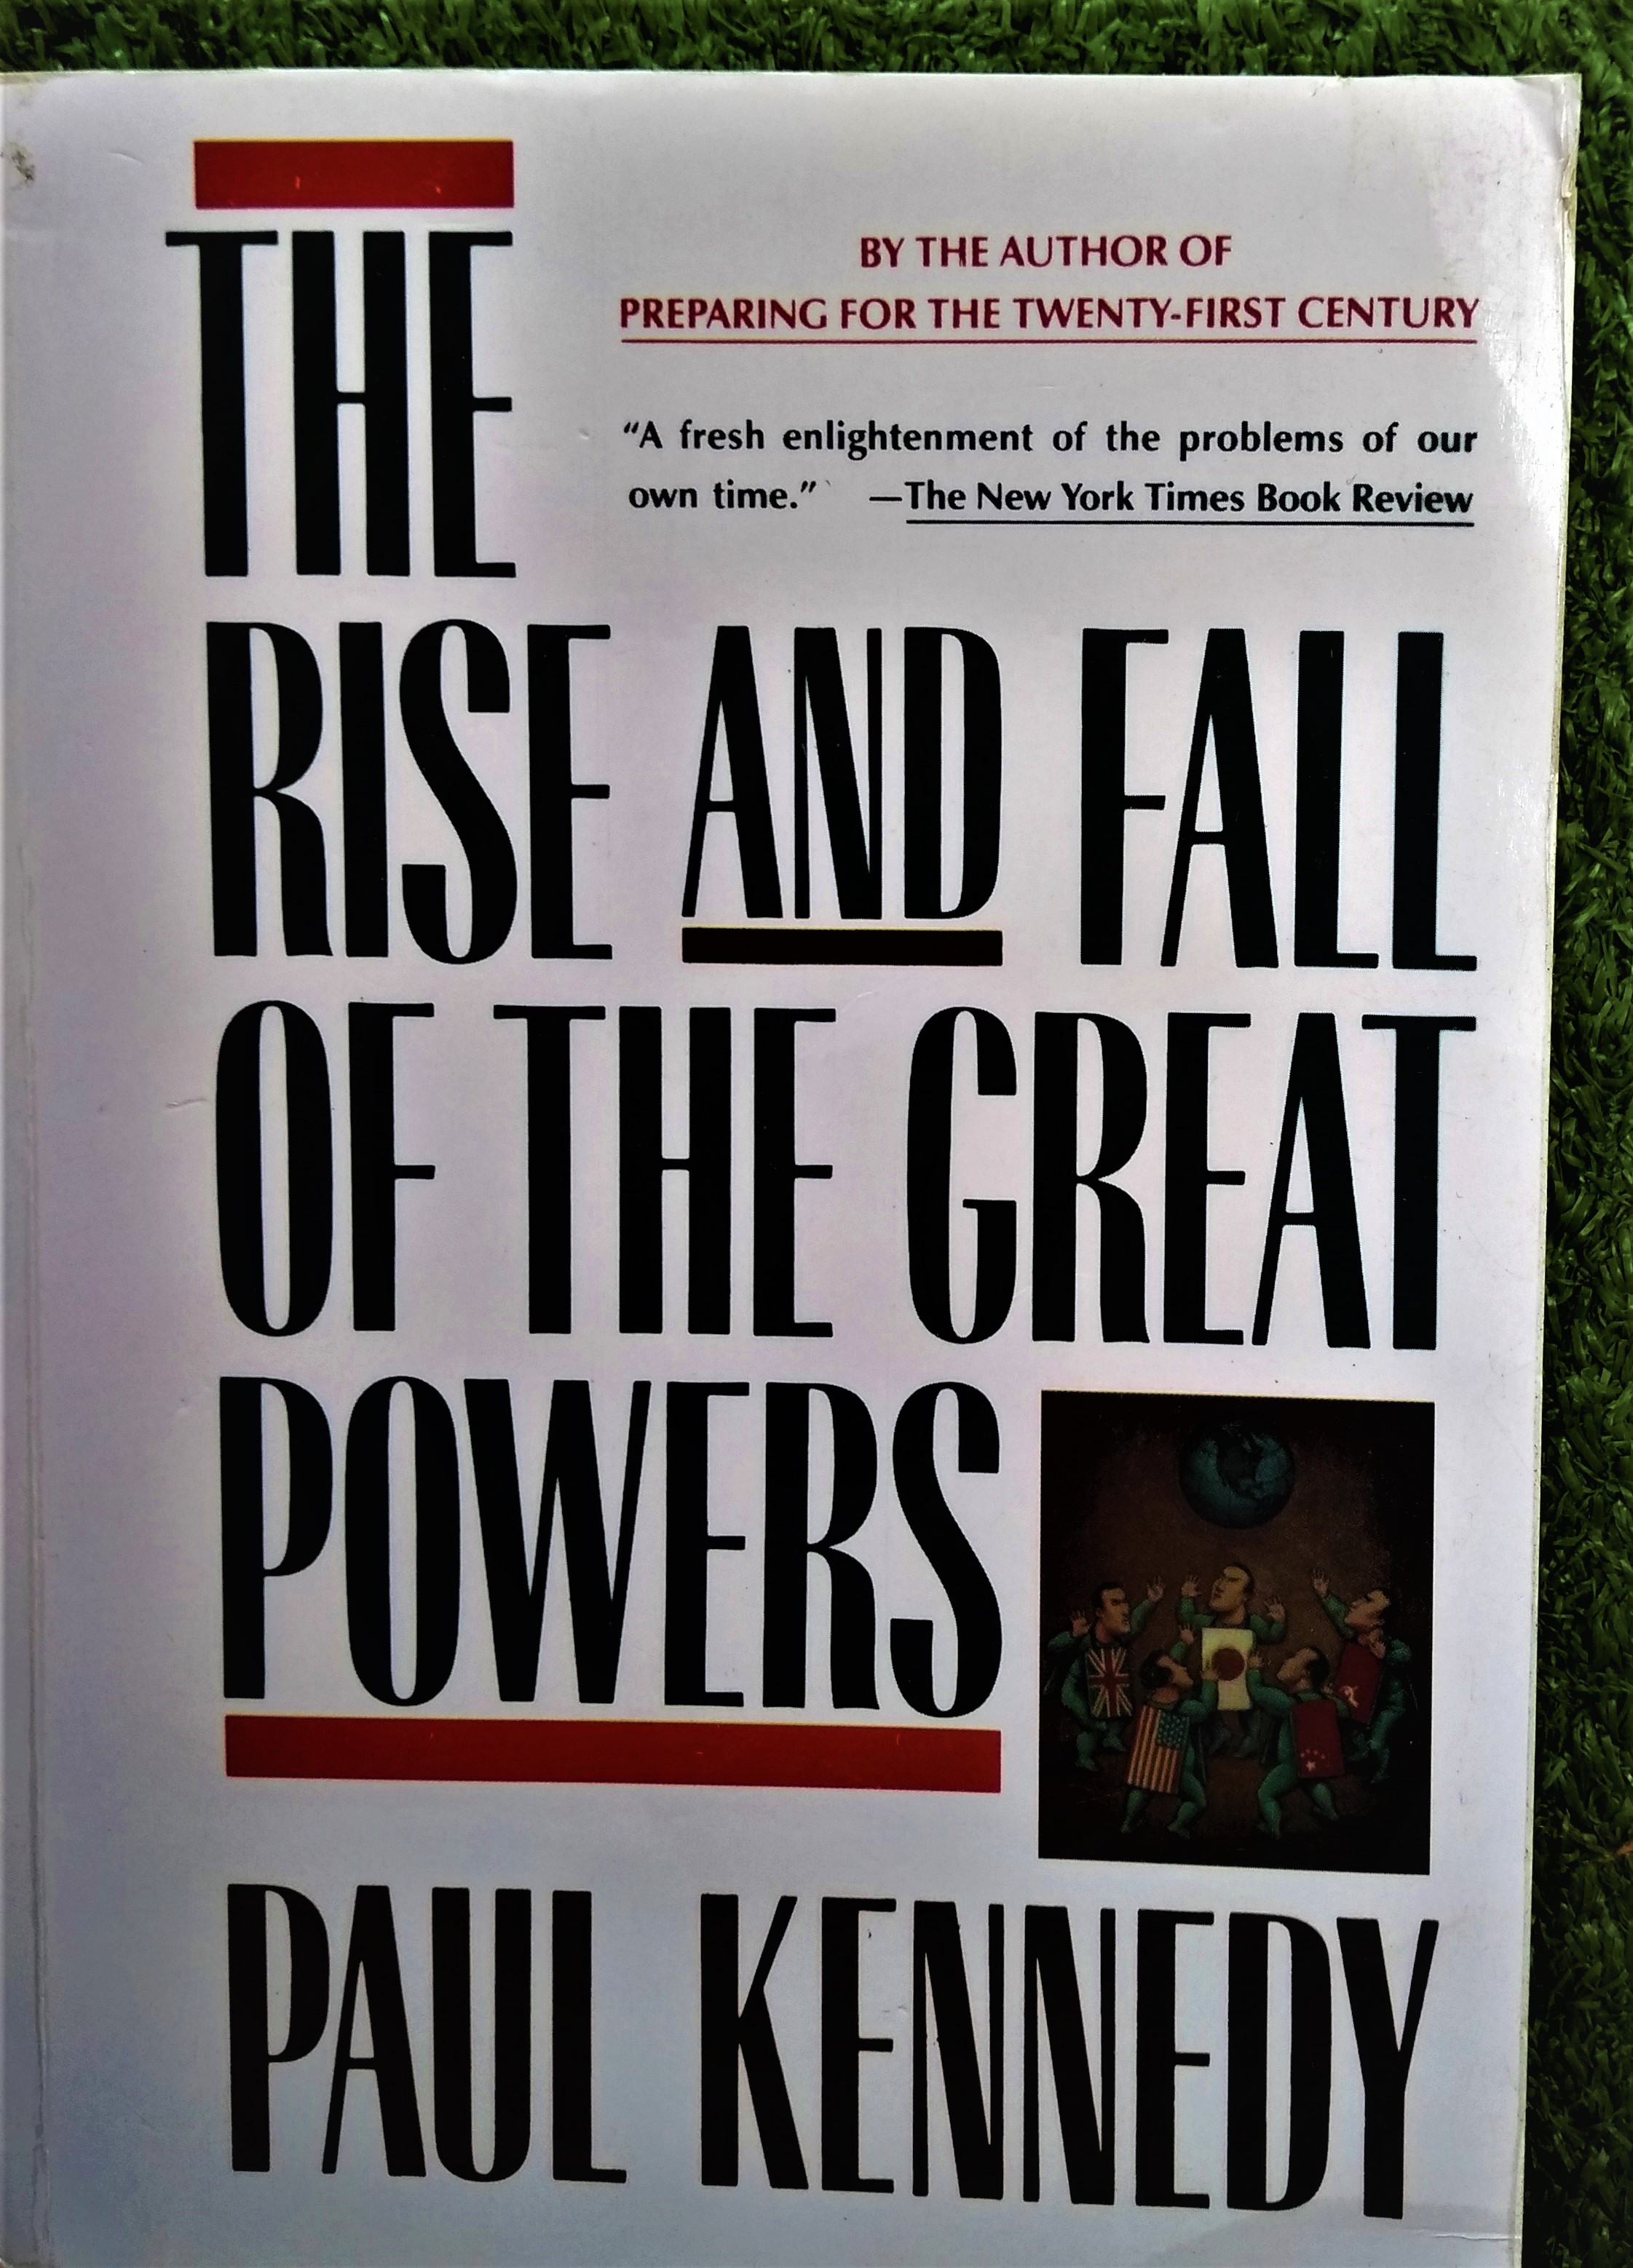 THE
BY THE AUTHOR OF
PREPARING FOR THE TWENTY-FIRST CENTURY
“A fresh enlightenment of the problems of our
own time.” —The New York Times Book Review
RISE AND FALL
OF THE GREAT
POWERS
PAUL KENNEDY